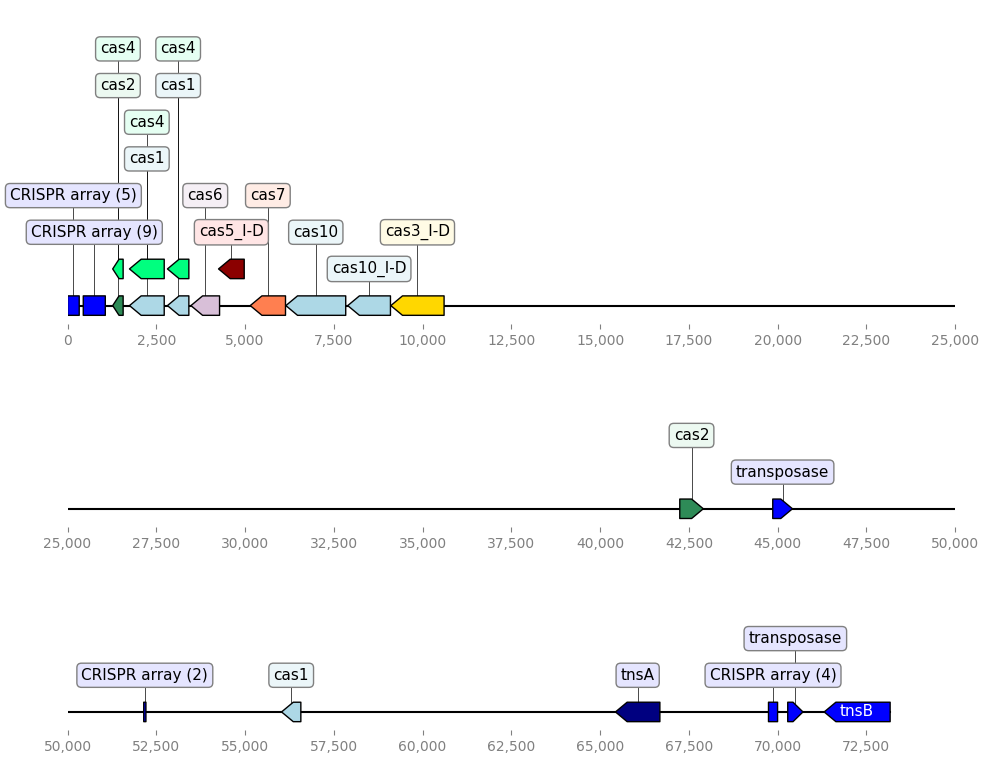 cas4 cas4
cas2 cas1
cas4
cas1
CRISPR array (5) cas6 cas7
CRISPR array (9) cas5_I-D cas10 cas3_I-D
cas10_I-D
0 2,500 5,000 7,500 10,000 12,500 15,000 17,500 20,000 22,500 25,000
cas2
transposase
25,000 27,500 30,000 32,500 35,000 37,500 40,000 42,500 45,000 47,500 50,000
transposase
CRISPR array (2) cas1 tnsA CRISPR array (4)
tnsB
50,000 52,500 55,000 57,500 60,000 62,500 65,000 67,500 70,000 72,500